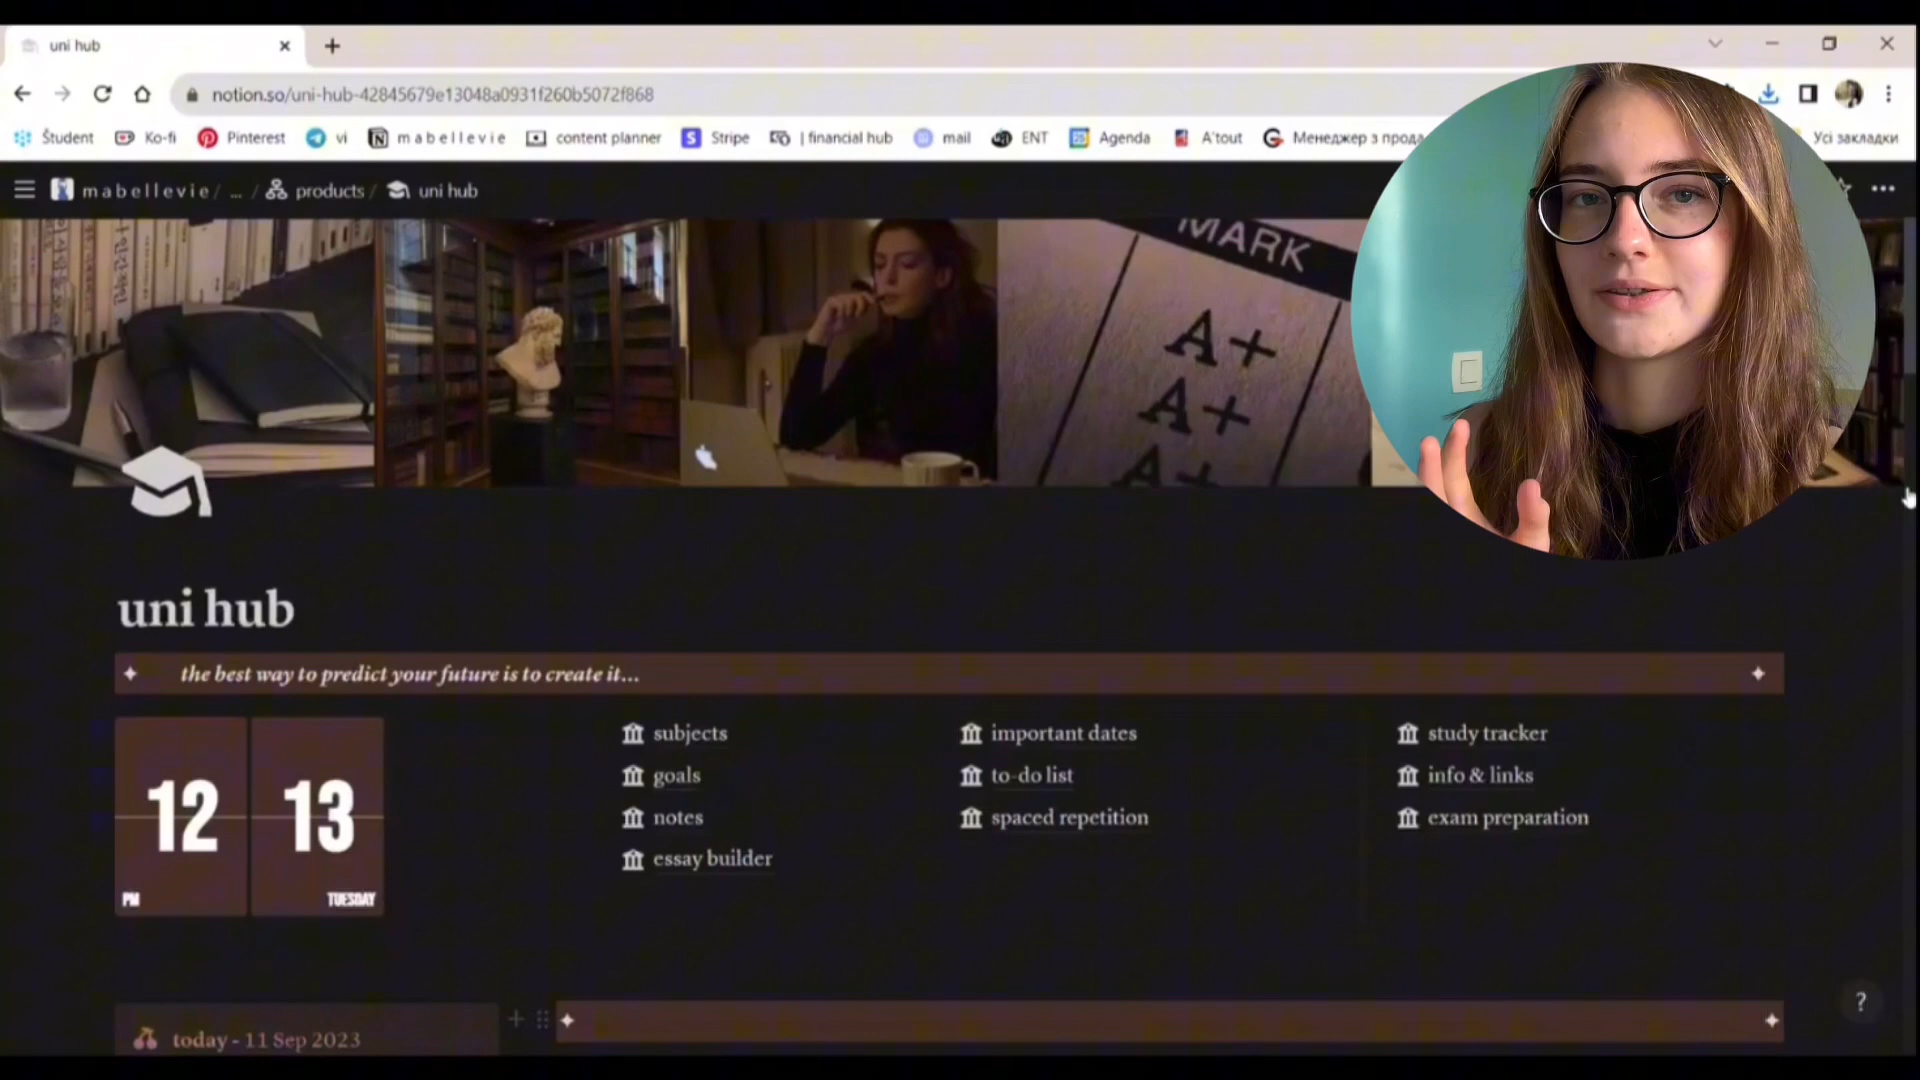 uni hub
notion.so/uni-hub-42845679e13048a0931f260b5072f868
Študent Ko-fi Pinterest vi mabellevie content planner Stripe | financial hub mail ENT Agenda A'tout Менеджер з прода Усі закладки
mabellevie / ... / products / uni hub
MARK
A+
A+
A+
uni hub
the best way to predict your future is to create it...
12 13
PM TUESDAY
subjects important dates study tracker
goals to-do list info & links
notes spaced repetition exam preparation
essay builder
today - 11 Sep 2023